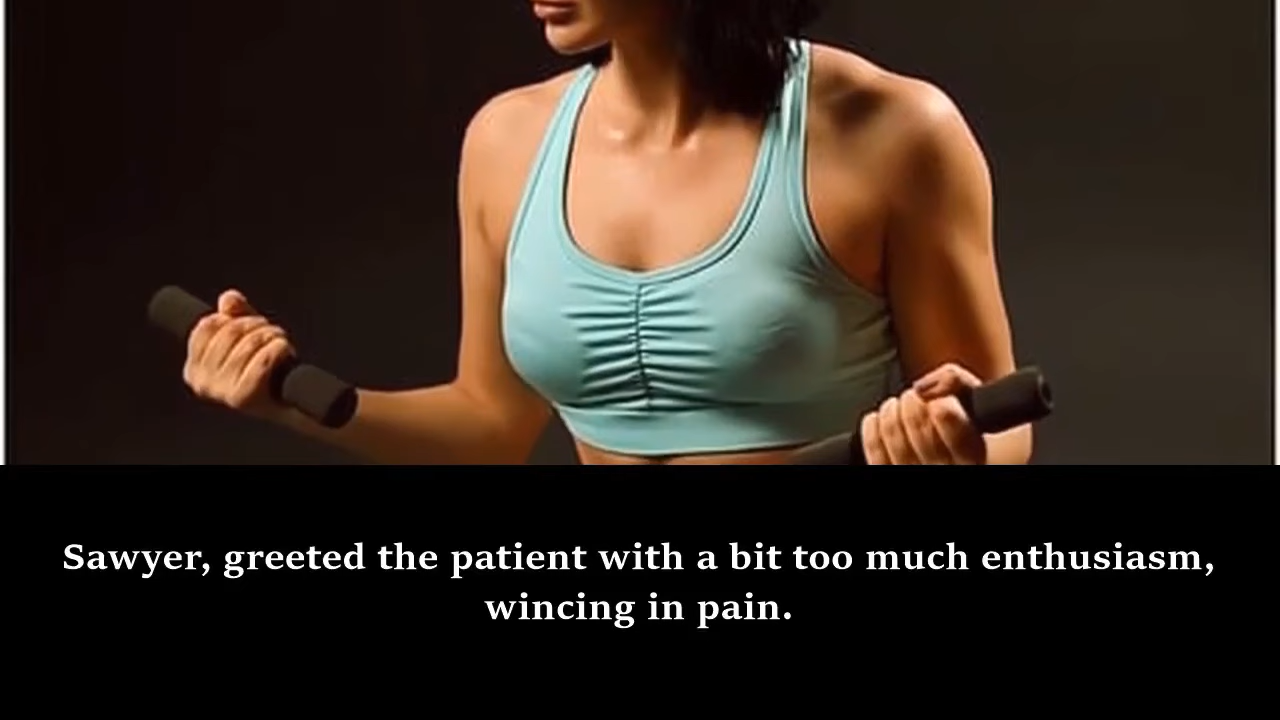 Sawyer, greeted the patient with a bit too much enthusiasm,
wincing in pain.